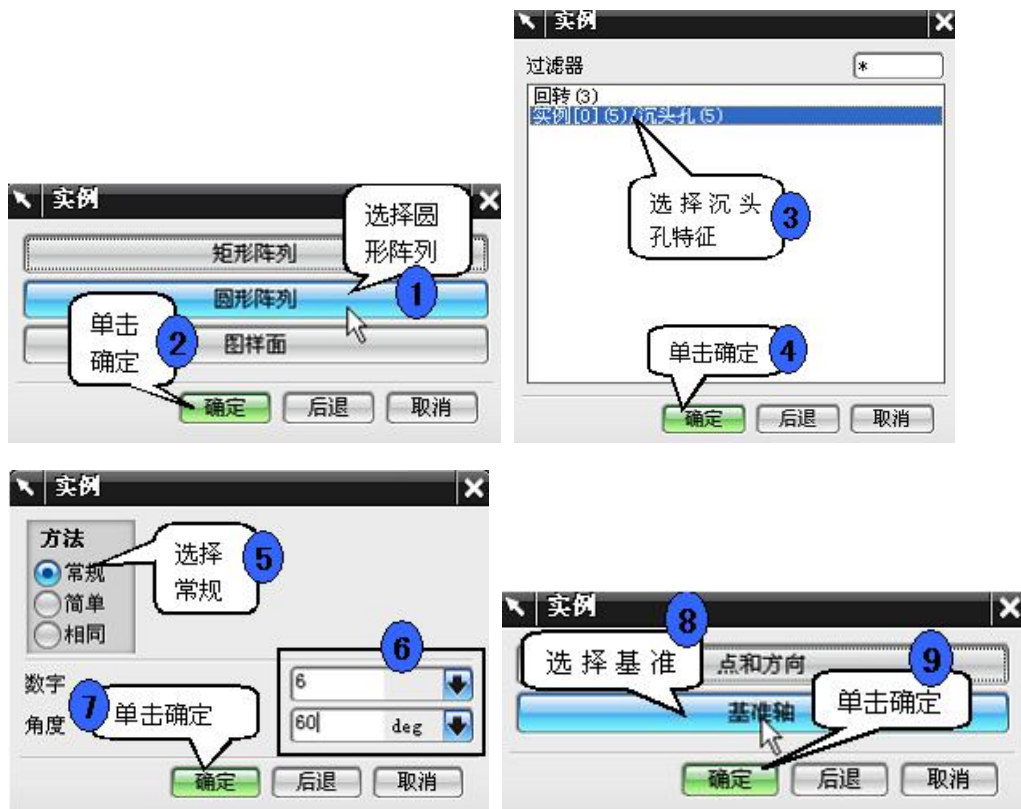 实例
选择圆
形阵列
1
矩形阵列
圆形阵列
图样面
单击
确定
2
确定
后退
取消
实例
过滤器
*
回转(3)
实例[0](5)/沉头孔(5)
选择沉头
孔特征
3
单击确定
4
确定
后退
取消
实例
方法
常规
简单
相同
选择
常规
5
6
数字
6
角度
60
deg
7
单击确定
确定
后退
取消
实例
8
选择基准
点和方向
9
基准轴
单击确定
确定
后退
取消